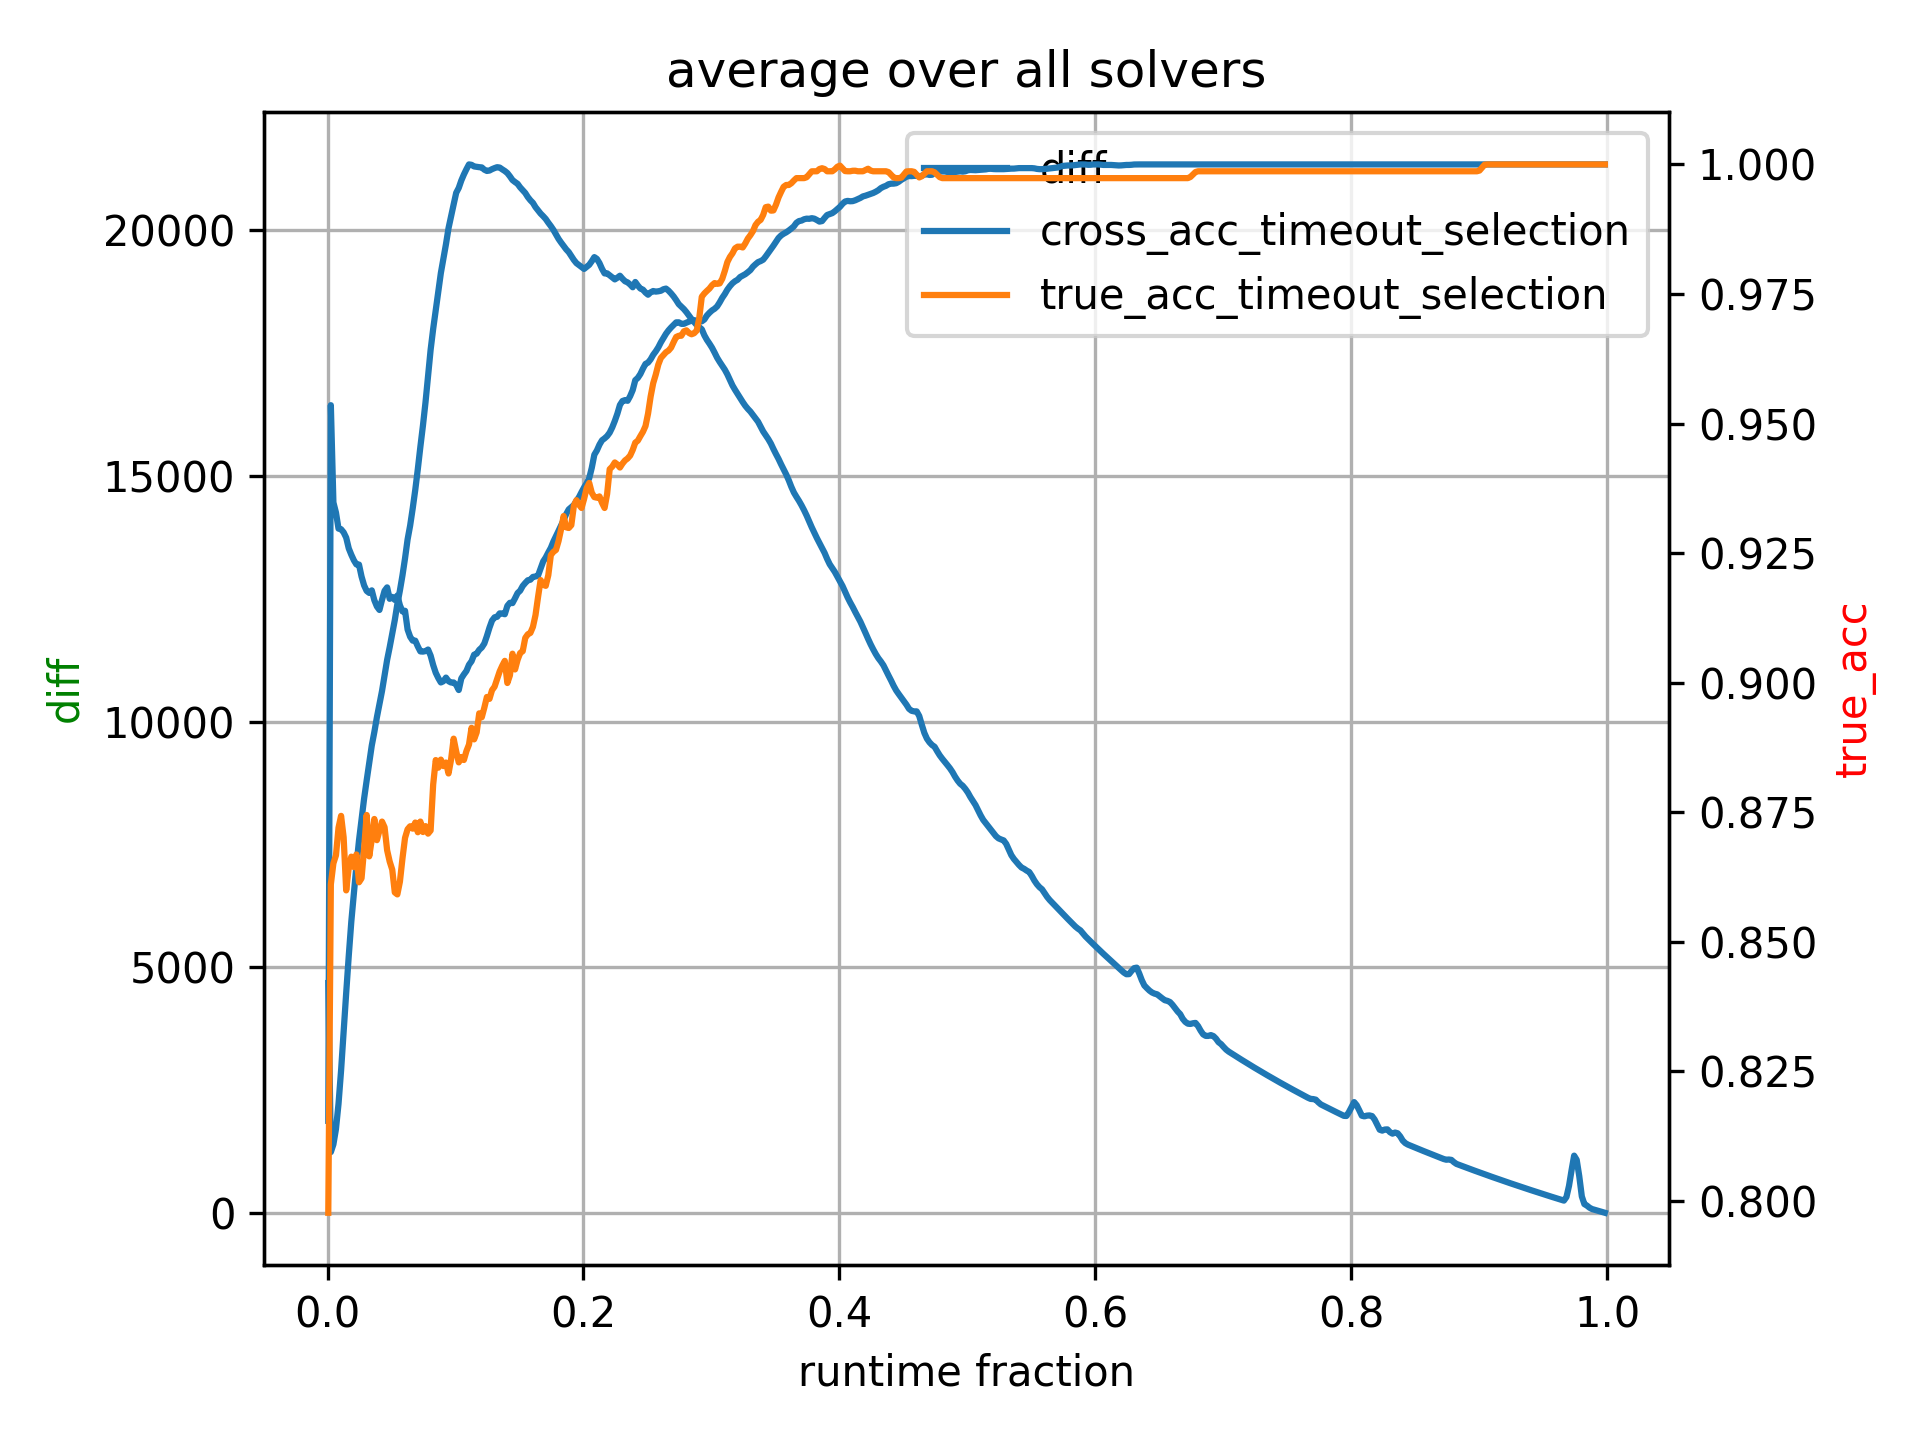 average over all solvers
diff
cross_acc_timeout_selection
true_acc_timeout_selection
20000
15000
10000
5000
0
diff
1.000
0.975
0.950
0.925
0.900
0.875
0.850
0.825
0.800
true_acc
0.0
0.2
0.4
0.6
0.8
1.0
runtime fraction